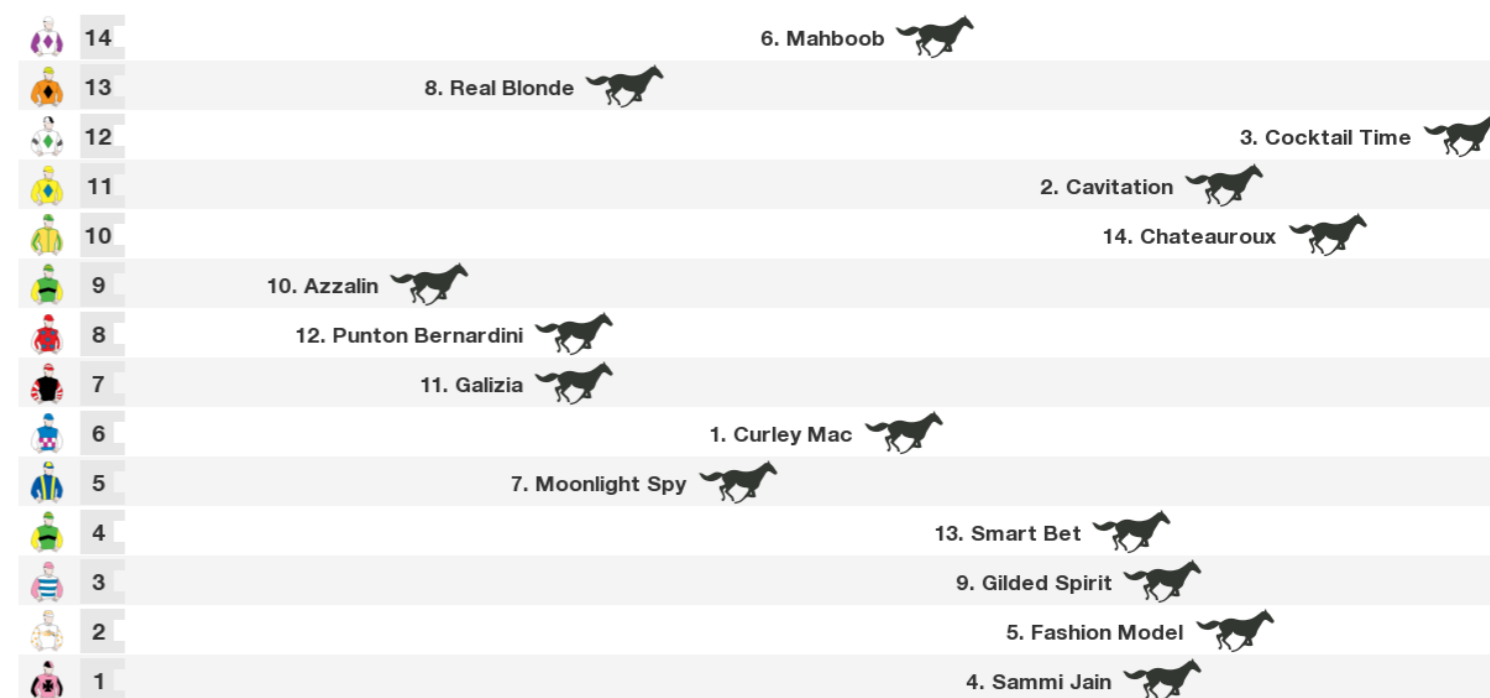 14 6. Mahboob
13 8. Real Blonde
12 3. Cocktail Time
11 2. Cavitation
10 14. Chateauroux
9 10. Azzalin
8 12. Punton Bernardini
7 11. Galizia
6 1. Curley Mac
5 7. Moonlight Spy
4 13. Smart Bet
3 9. Gilded Spirit
2 5. Fashion Model
1 4. Sammi Jain